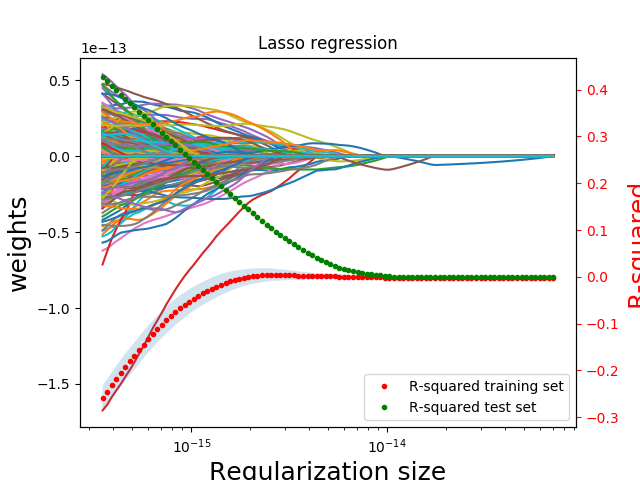 Lasso regression
1e−13
0.5
0.0
−0.5
−1.0
−1.5
weights
0.4
0.3
0.2
0.1
0.0
−0.1
−0.2
−0.3
R-squared
R-squared training set
R-squared test set
10⁻¹⁵
10⁻¹⁴
Regularization size